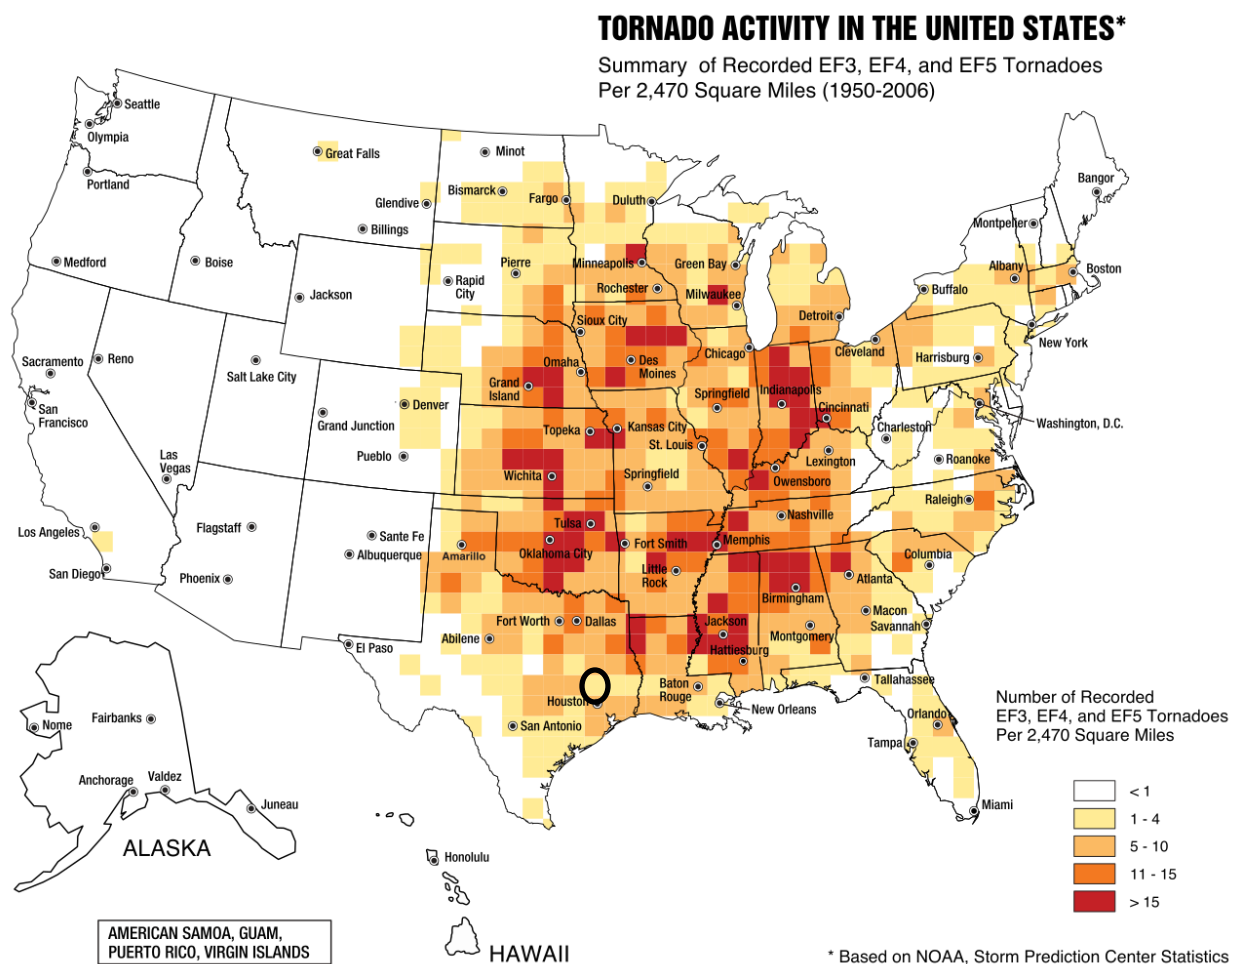 TORNADO ACTIVITY IN THE UNITED STATES*
Summary of Recorded EF3, EF4, and EF5 Tornadoes
Per 2,470 Square Miles (1950-2006)
Seattle
Olympia
Portland
Medford
Boise
Great Falls
Glendive
Billings
Jackson
Minot
Bismarck
Fargo
Duluth
Pierre
Rapid
City
Minneapolis
Rochester
Green Bay
Milwaukee
Sioux City
Detroit
Chicago
Cleveland
Buffalo
Albany
Montpelier
Bangor
Boston
New York
Harrisburg
Washington, D.C.
Sacramento
Reno
San
Francisco
Salt Lake City
Grand Junction
Denver
Pueblo
Las
Vegas
Los Angeles
San Diego
Flagstaff
Phoenix
Sante Fe
Albuquerque
Omaha
Des
Moines
Grand
Island
Topeka
Kansas City
Wichita
Springfield
St. Louis
Springfield
Indianapolis
Cincinnati
Charleston
Lexington
Owensboro
Roanoke
Raleigh
Nashville
Memphis
Tulsa
Oklahoma City
Amarillo
Fort Smith
Little
Rock
Columbia
Atlanta
Birmingham
Macon
Savannah
Montgomery
Jackson
Hattiesburg
Fort Worth
Dallas
Abilene
El Paso
Houston
San Antonio
Baton
Rouge
New Orleans
Tallahassee
Orlando
Tampa
Miami
Nome
Fairbanks
Anchorage
Valdez
Juneau
ALASKA
Honolulu
HAWAII
AMERICAN SAMOA, GUAM,
PUERTO RICO, VIRGIN ISLANDS
Number of Recorded
EF3, EF4, and EF5 Tornadoes
Per 2,470 Square Miles
< 1
1 - 4
5 - 10
11 - 15
> 15
* Based on NOAA, Storm Prediction Center Statistics